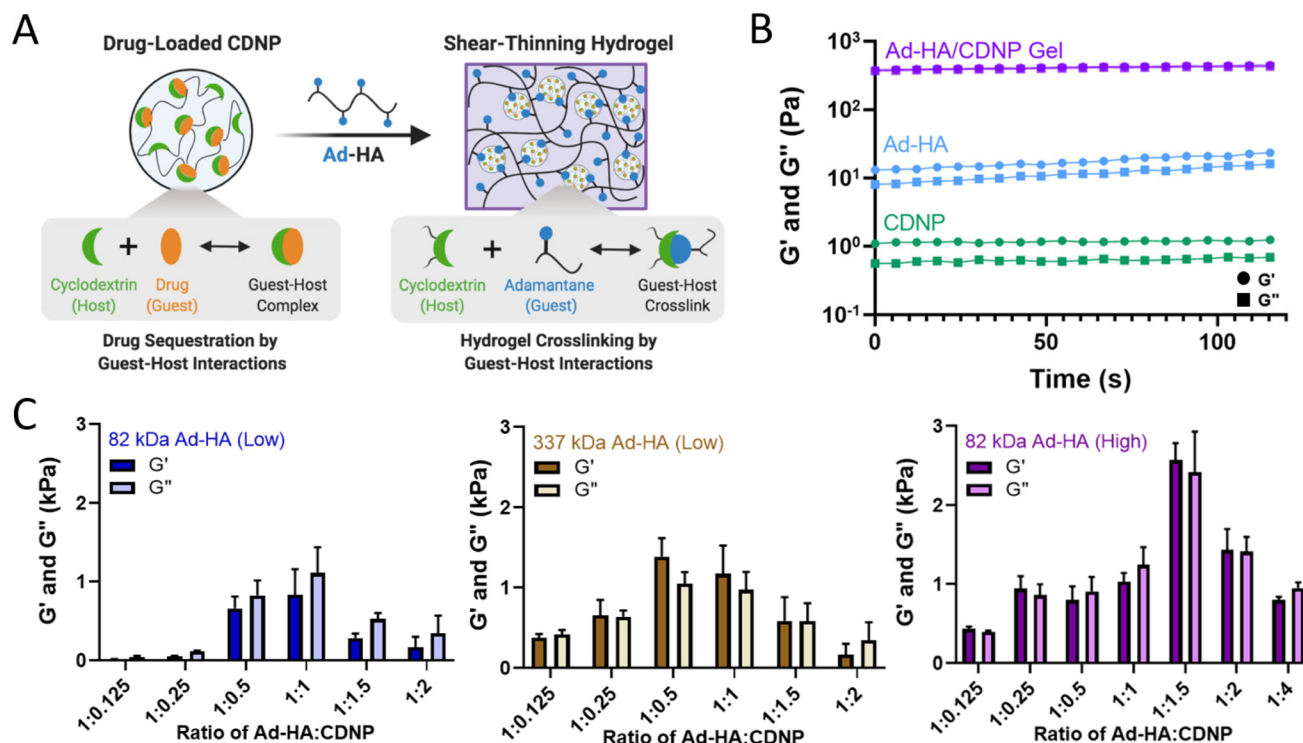 A
Drug-Loaded CDNP
Shear-Thinning Hydrogel
Ad-HA
Cyclodextrin
(Host)
Drug
(Guest)
Guest-Host
Complex
Cyclodextrin
(Host)
Adamantane
(Guest)
Guest-Host
Crosslink
Drug Sequestration by
Guest-Host Interactions
Hydrogel Crosslinking by
Guest-Host Interactions
B
G' and G" (Pa)
10³
10²
10¹
10⁰
10⁻¹
Ad-HA/CDNP Gel
Ad-HA
CDNP
G'
G"
0
50
100
Time (s)
C
G' and G" (kPa)
3
2
1
0
82 kDa Ad-HA (Low)
G'
G"
1:0.125
1:0.25
1:0.5
1:1
1:1.5
1:2
Ratio of Ad-HA:CDNP
G' and G" (kPa)
3
2
1
0
337 kDa Ad-HA (Low)
G'
G"
1:0.125
1:0.25
1:0.5
1:1
1:1.5
1:2
Ratio of Ad-HA:CDNP
G' and G" (kPa)
3
2
1
0
82 kDa Ad-HA (High)
G'
G"
1:0.125
1:0.25
1:0.5
1:1
1:1.5
1:2
1:4
Ratio of Ad-HA:CDNP